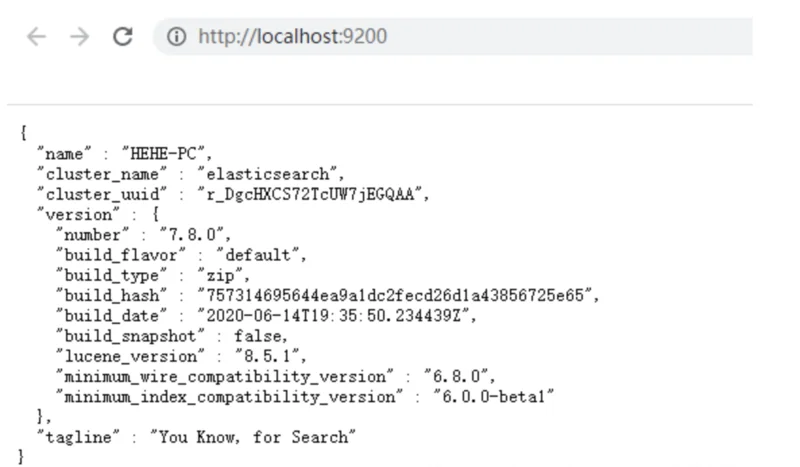 http://localhost:9200
{
"name" : "HEHE-PC",
"cluster_name" : "elasticsearch",
"cluster_uuid" : "r_DgcHXCS72TcUW7jEGQAA",
"version" : {
"number" : "7.8.0",
"build_flavor" : "default",
"build_type" : "zip",
"build_hash" : "757314695644ea9a1dc2fecd26d1a43856725e65",
"build_date" : "2020-06-14T19:35:50.234439Z",
"build_snapshot" : false,
"lucene_version" : "8.5.1",
"minimum_wire_compatibility_version" : "6.8.0",
"minimum_index_compatibility_version" : "6.0.0-beta1"
},
"tagline" : "You Know, for Search"
}